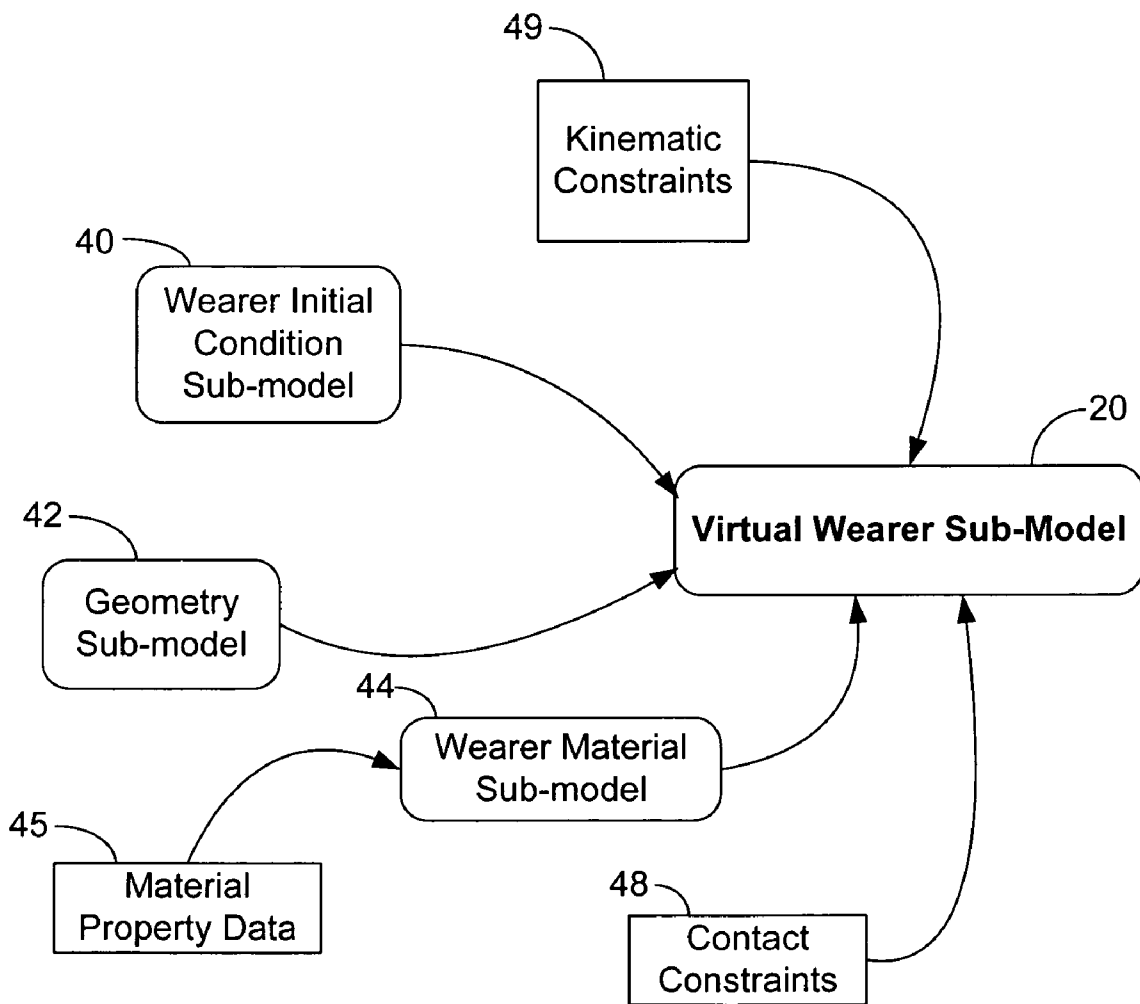 49
Kinematic
Constraints
40
Wearer Initial
Condition
Sub-model
20
Virtual Wearer Sub-Model
42
Geometry
Sub-model
44
Wearer Material
Sub-model
45
Material
Property Data
48
Contact
Constraints